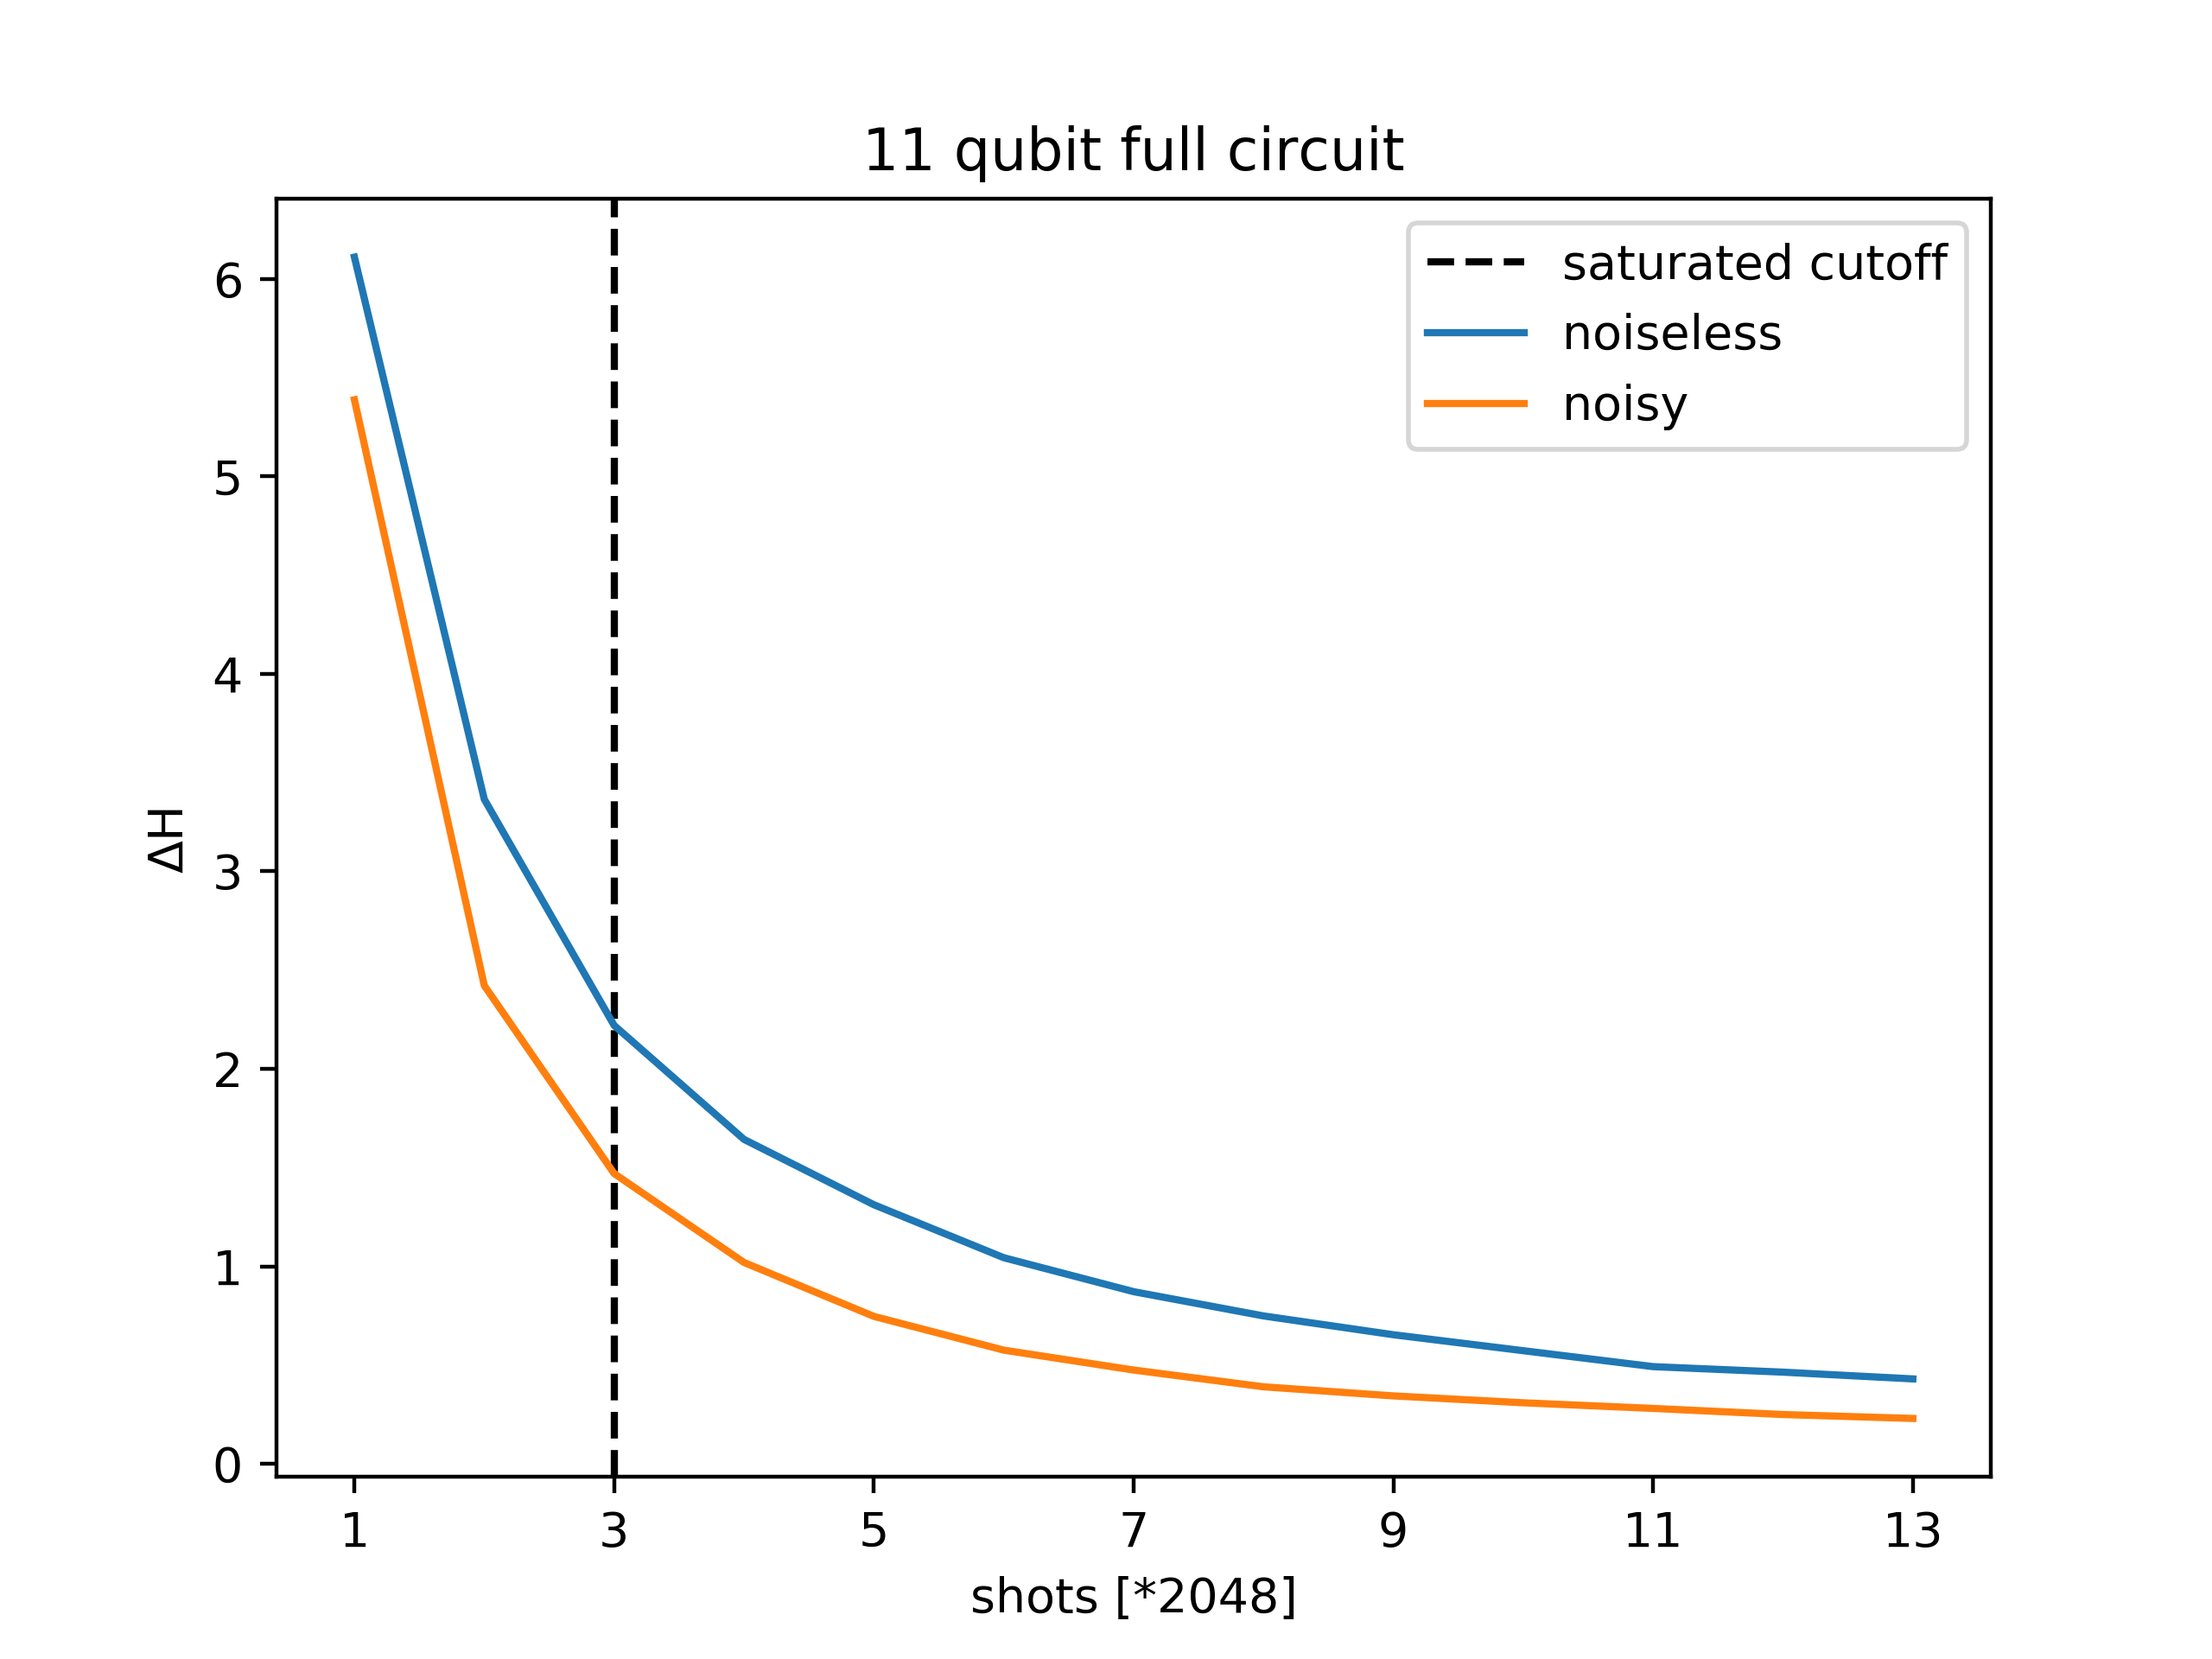 11 qubit full circuit
saturated cutoff
noiseless
noisy
ΔH
6
5
4
3
2
1
0
1 3 5 7 9 11 13
shots [*2048]